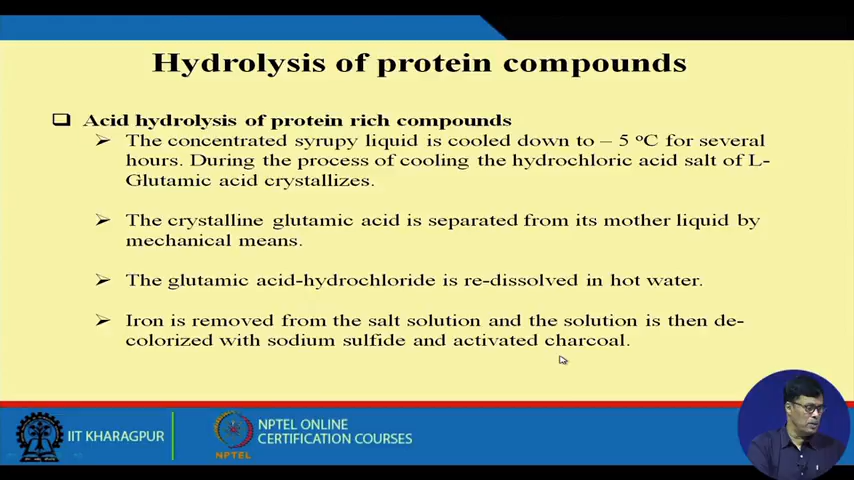 Hydrolysis of protein compounds
❑ Acid hydrolysis of protein rich compounds
➢ The concentrated syrupy liquid is cooled down to – 5 ºC for several
hours. During the process of cooling the hydrochloric acid salt of L-
Glutamic acid crystallizes.
➢ The crystalline glutamic acid is separated from its mother liquid by
mechanical means.
➢ The glutamic acid-hydrochloride is re-dissolved in hot water.
➢ Iron is removed from the salt solution and the solution is then de-
colorized with sodium sulfide and activated charcoal.
IIT KHARAGPUR
NPTEL
NPTEL ONLINE
CERTIFICATION COURSES